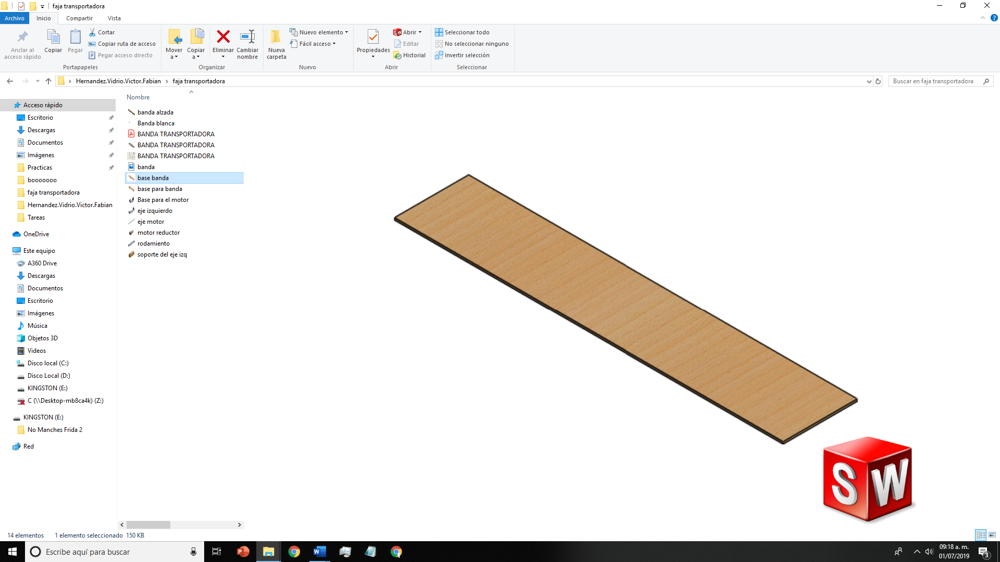 faja transportadora
Archivo Inicio Compartir Vista
Anclar al acceso rápido
Copiar
Pegar
Cortar
Copiar ruta de acceso
Pegar acceso directo
Portapapeles
Mover a
Copiar a
Eliminar
Cambiar nombre
Organizar
Nueva carpeta
Nuevo elemento
Fácil acceso
Nuevo
Propiedades
Abrir
Editar
Historial
Abrir
Seleccionar todo
No seleccionar ninguno
Invertir selección
Seleccionar
Hernandez.Vidrio.Victor.Fabian > faja transportadora
Buscar en faja transportadora
Acceso rápido
Escritorio
Descargas
Documentos
Imágenes
Practicas
booooooo
faja transportadora
Hernandez.Vidrio.Victor.Fabian
Tareas
OneDrive
Este equipo
A360 Drive
Descargas
Documentos
Escritorio
Imágenes
Música
Objetos 3D
Videos
Disco local (C:)
Disco Local (D:)
KINGSTON (E:)
C (\\Desktop-mb8ca4k) (Z:)
KINGSTON (E:)
No Manches Frida 2
Red
Nombre
banda alzada
Banda blanca
BANDA TRANSPORTADORA
BANDA TRANSPORTADORA
BANDA TRANSPORTADORA
banda
base banda
base para banda
Base para el motor
eje izquierdo
eje motor
motor reductor
rodamiento
soporte del eje izq
SW
14 elementos 1 elemento seleccionado 150 KB
Escribe aquí para buscar
09:18 a. m.
01/07/2019
3